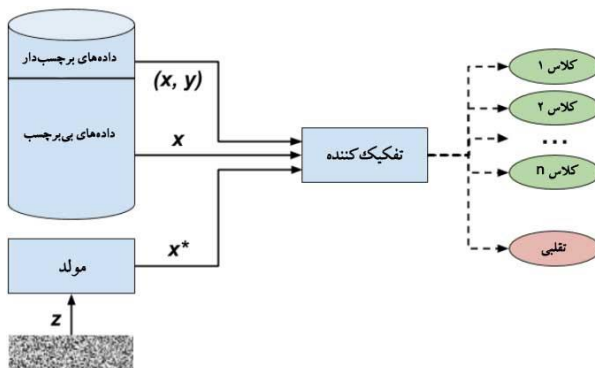 داده‌های برچسب‌دار
(x, y)
داده‌های بی‌برچسب
x
تفکیک‌کننده
مولد
x*
z
کلاس ۱
کلاس ۲
...
کلاس n
تقلبی